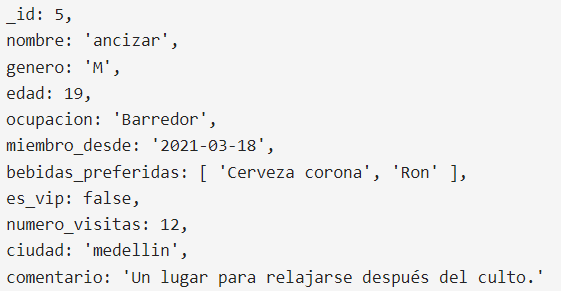 _id: 5,
nombre: 'ancizar',
genero: 'M',
edad: 19,
ocupacion: 'Barredor',
miembro_desde: '2021-03-18',
bebidas_preferidas: [ 'Cerveza corona', 'Ron' ],
es_vip: false,
numero_visitas: 12,
ciudad: 'medellin',
comentario: 'Un lugar para relajarse después del culto.'